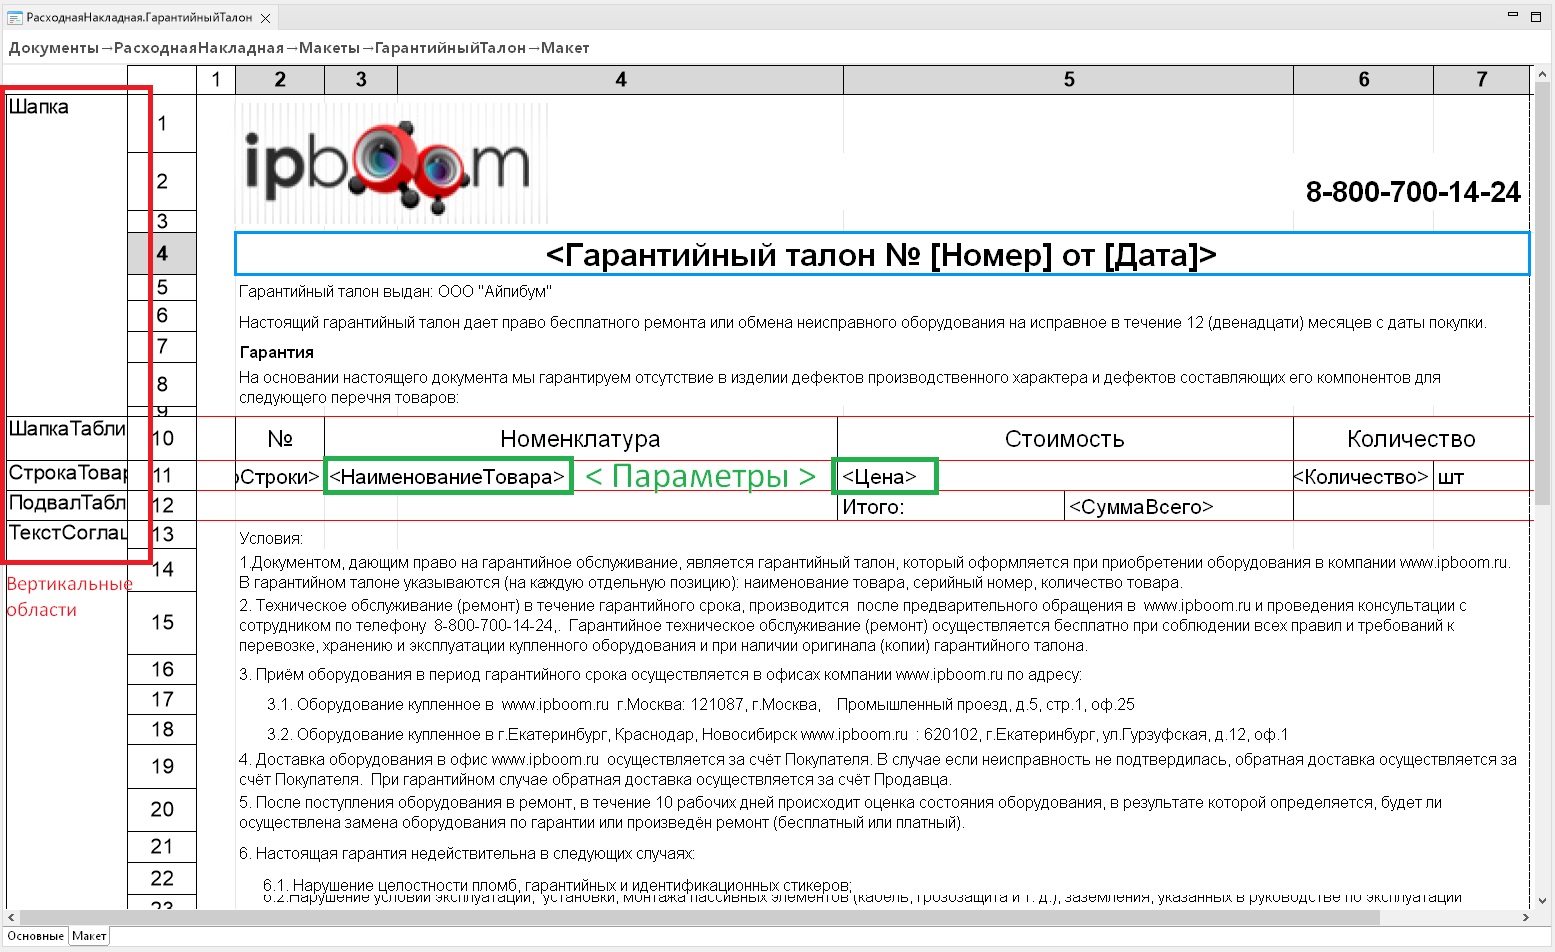 РасходнаяНакладная.ГарантийныйТалон
Документы→РасходнаяНакладная→Макеты→ГарантийныйТалон→Макет
1 2 3 4 5 6 7
Шапка
1
ipboom
2 8-800-700-14-24
3
4 <Гарантийный талон № [Номер] от [Дата]>
5 Гарантийный талон выдан: ООО "Айпибум"
6 Настоящий гарантийный талон дает право бесплатного ремонта или обмена неисправного оборудования на исправное в течение 12 (двенадцати) месяцев с даты покупки.
7 Гарантия
8 На основании настоящего документа мы гарантируем отсутствие в изделии дефектов производственного характера и дефектов составляющих его компонентов для
следующего перечня товаров:
9
ШапкаТабли 10 № Номенклатура Стоимость Количество
СтрокаТовар 11 оСтроки> <НаименованиеТовара> < Параметры > <Цена> <Количество> шт
ПодвалТабл 12 Итого: <СуммаВсего>
ТекстСоглац 13 Условия:
Вертикальные
области
14 1.Документом, дающим право на гарантийное обслуживание, является гарантийный талон, который оформляется при приобретении оборудования в компании www.ipboom.ru.
В гарантийном талоне указываются (на каждую отдельную позицию): наименование товара, серийный номер, количество товара.
15 2. Техническое обслуживание (ремонт) в течение гарантийного срока, производится  после предварительного обращения в  www.ipboom.ru и проведения консультации с
сотрудником по телефону  8-800-700-14-24,.  Гарантийное техническое обслуживание (ремонт) осуществляется бесплатно при соблюдении всех правил и требований к
перевозке, хранению и эксплуатации купленного оборудования и при наличии оригинала (копии) гарантийного талона.
16 3. Приём оборудования в период гарантийного срока осуществляется в офисах компании www.ipboom.ru по адресу:
17 3.1. Оборудование купленное в  www.ipboom.ru  г.Москва: 121087, г.Москва,    Промышленный проезд, д.5, стр.1, оф.25
18 3.2. Оборудование купленное в г.Екатеринбург, Краснодар, Новосибирск www.ipboom.ru  : 620102, г.Екатеринбург, ул.Гурзуфская, д.12, оф.1
19 4. Доставка оборудования в офис www.ipboom.ru  осуществляется за счёт Покупателя. В случае если неисправность не подтвердилась, обратная доставка осуществляется за
счёт Покупателя.  При гарантийном случае обратная доставка осуществляется за счёт Продавца.
20 5. После поступления оборудования в ремонт, в течение 10 рабочих дней происходит оценка состояния оборудования, в результате которой определяется, будет ли
осуществлена замена оборудования по гарантии или произведён ремонт (бесплатный или платный).
21 6. Настоящая гарантия недействительна в следующих случаях:
22 6.1. Нарушение целостности пломб, гарантийных и идентификационных стикеров;
23 6.2.Нарушение условий эксплуатации,  установки, монтажа пассивных элементов (кабель, грозозащита и т. д.), заземления, указанных в руководстве по эксплуатации
Основные Макет